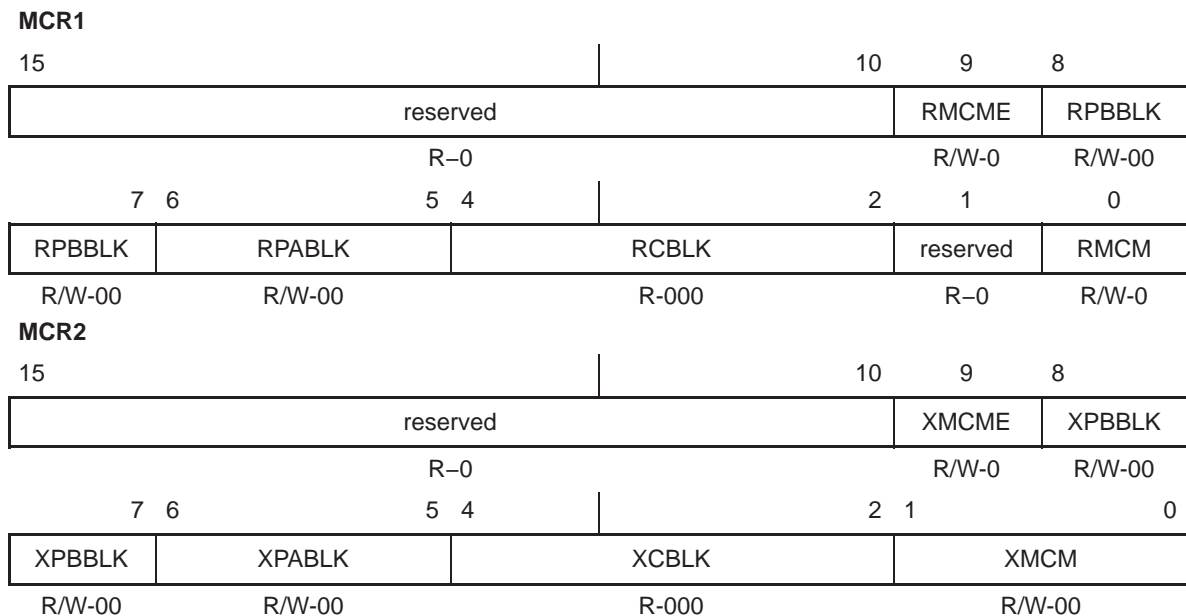 MCR1
15 10 9 8
reserved RMCME RPBBLK
R–0 R/W-0 R/W-00
7 6 5 4 2 1 0
RPBBLK RPABLK RCBLK reserved RMCM
R/W-00 R/W-00 R-000 R–0 R/W-0
MCR2
15 10 9 8
reserved XMCME XPBBLK
R–0 R/W-0 R/W-00
7 6 5 4 2 1 0
XPBBLK XPABLK XCBLK XMCM
R/W-00 R/W-00 R-000 R/W-00